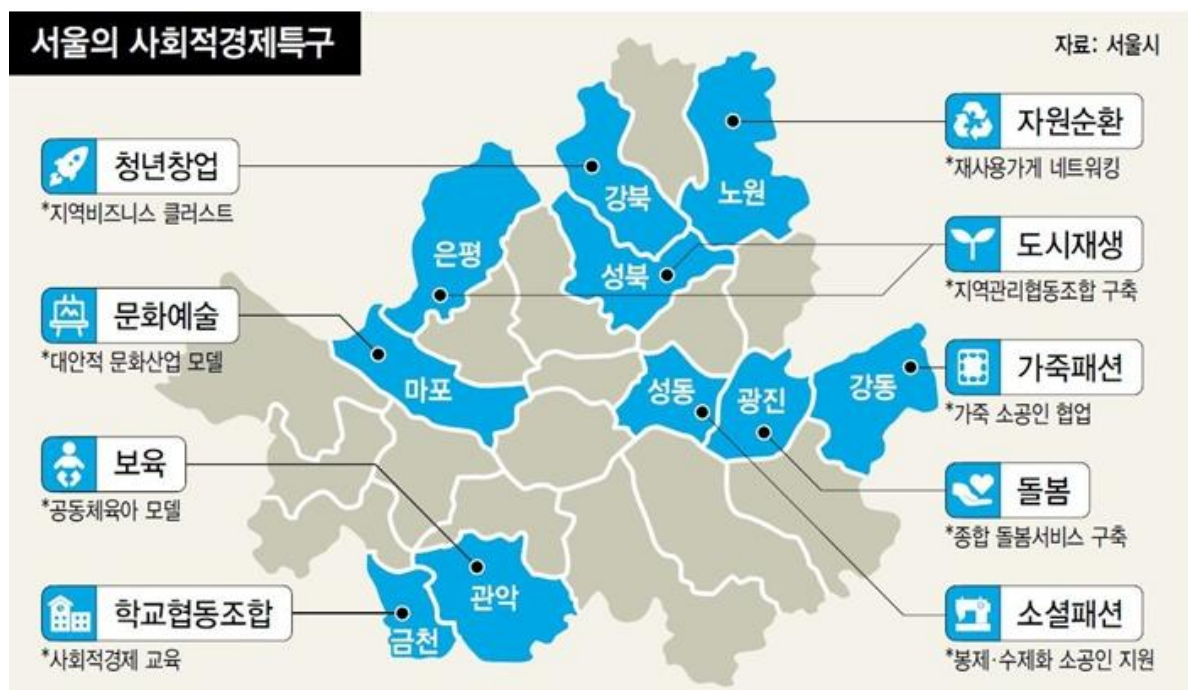 서울의 사회적경제특구
자료: 서울시
청년창업
*지역비즈니스 클러스트
문화예술
*대안적 문화산업 모델
보육
*공동체육아 모델
학교협동조합
*사회적경제 교육
강북
노원
은평
성북
마포
성동
광진
강동
관악
금천
자원순환
*재사용가게 네트워킹
도시재생
*지역관리협동조합 구축
가죽패션
*가죽 소공인 협업
돌봄
*종합 돌봄서비스 구축
소셜패션
*봉제·수제화 소공인 지원